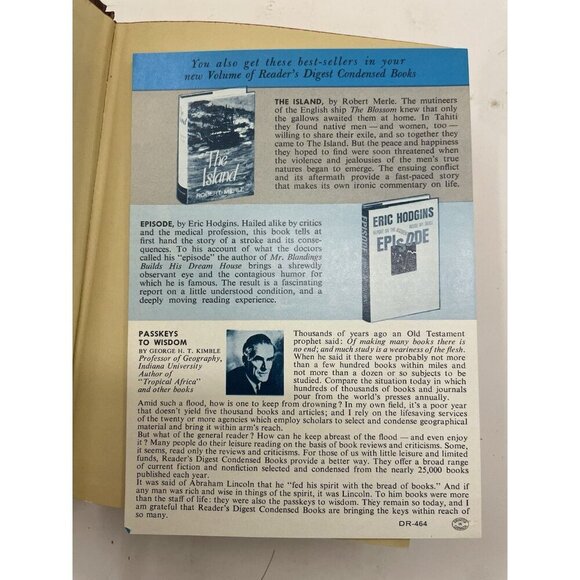 You also get these best-sellers in your
new Volume of Reader's Digest Condensed Books
The
Island
ROBERT MERLE
THE ISLAND, by Robert Merle. The mutineers
of the English ship The Blossom knew that only
the gallows awaited them at home. In Tahiti
they found native men — and women, too —
willing to share their exile, and so together they
came to The Island. But the peace and happiness
they hoped to find were soon threatened when
the violence and jealousies of the men's true
natures began to emerge. The ensuing conflict
and its aftermath provide a fast-paced story
that makes its own ironic commentary on life.
EPISODE, by Eric Hodgins. Hailed alike by critics
and the medical profession, this book tells at
first hand the story of a stroke and its conse-
quences. To his account of what the doctors
called his "episode" the author of Mr. Blandings
Builds His Dream House brings a shrewdly
observant eye and the contagious humor for
which he is famous. The result is a fascinating
report on a little understood condition, and a
deeply moving reading experience.
ERIC HODGINS
EPISODE
EPISODE
PASSKEYS
TO WISDOM
BY GEORGE H. T. KIMBLE
Professor of Geography,
Indiana University
Author of
"Tropical Africa"
and other books
Thousands of years ago an Old Testament
prophet said: Of making many books there is
no end; and much study is a weariness of the flesh.
When he said it there were probably not more
than a few hundred books within miles and
not more than a dozen or so subjects to be
studied. Compare the situation today in which
hundreds of thousands of books and journals
pour from the world's presses annually.
Amid such a flood, how is one to keep from drowning? In my own field, it's a poor year
that doesn't yield five thousand books and articles; and I rely on the lifesaving services
of the twenty or more agencies which employ scholars to select and condense geographical
material and bring it within arm's reach.
But what of the general reader? How can he keep abreast of the flood — and even enjoy
it? Many people do their leisure reading on the basis of book reviews and criticisms. Some,
it seems, read only the reviews and criticisms. For those of us with little leisure and limited
funds, Reader's Digest Condensed Books provide a better way. They offer a broad range
of current fiction and nonfiction selected and condensed from the nearly 25,000 books
published each year.
It was said of Abraham Lincoln that he "fed his spirit with the bread of books." And if
any man was rich and wise in things of the spirit, it was Lincoln. To him books were more
than the staff of life: they were also the passkeys to wisdom. They remain so today, and I
am grateful that Reader's Digest Condensed Books are bringing the keys within reach of
so many.
DR-464